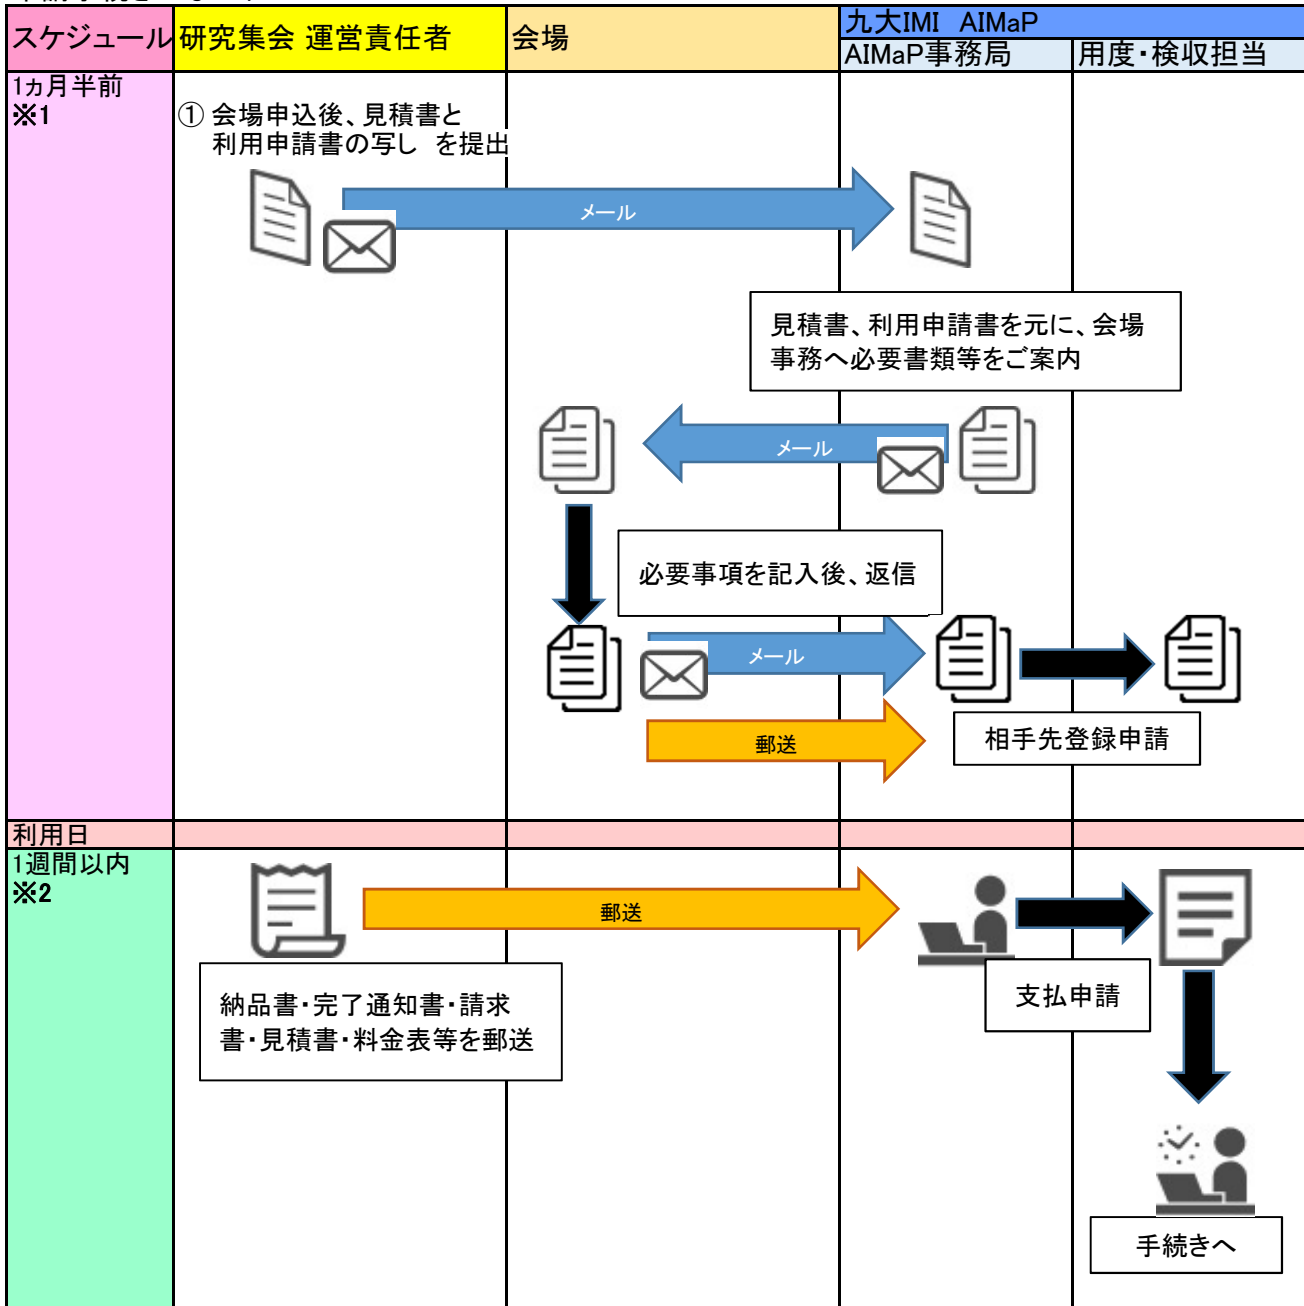 スケジュール
研究集会 運営責任者
会場
九大IMI AIMaP
AIMaP事務局
用度・検収担当
1ヵ月半前
※1
① 会場申込後、見積書と
利用申請書の写し を提出
メール
見積書、利用申請書を元に、会場
事務へ必要書類等をご案内
メール
必要事項を記入後、返信
メール
郵送
相手先登録申請
利用日
1週間以内
※2
郵送
納品書・完了通知書・請求
書・見積書・料金表等を郵送
支払申請
手続きへ